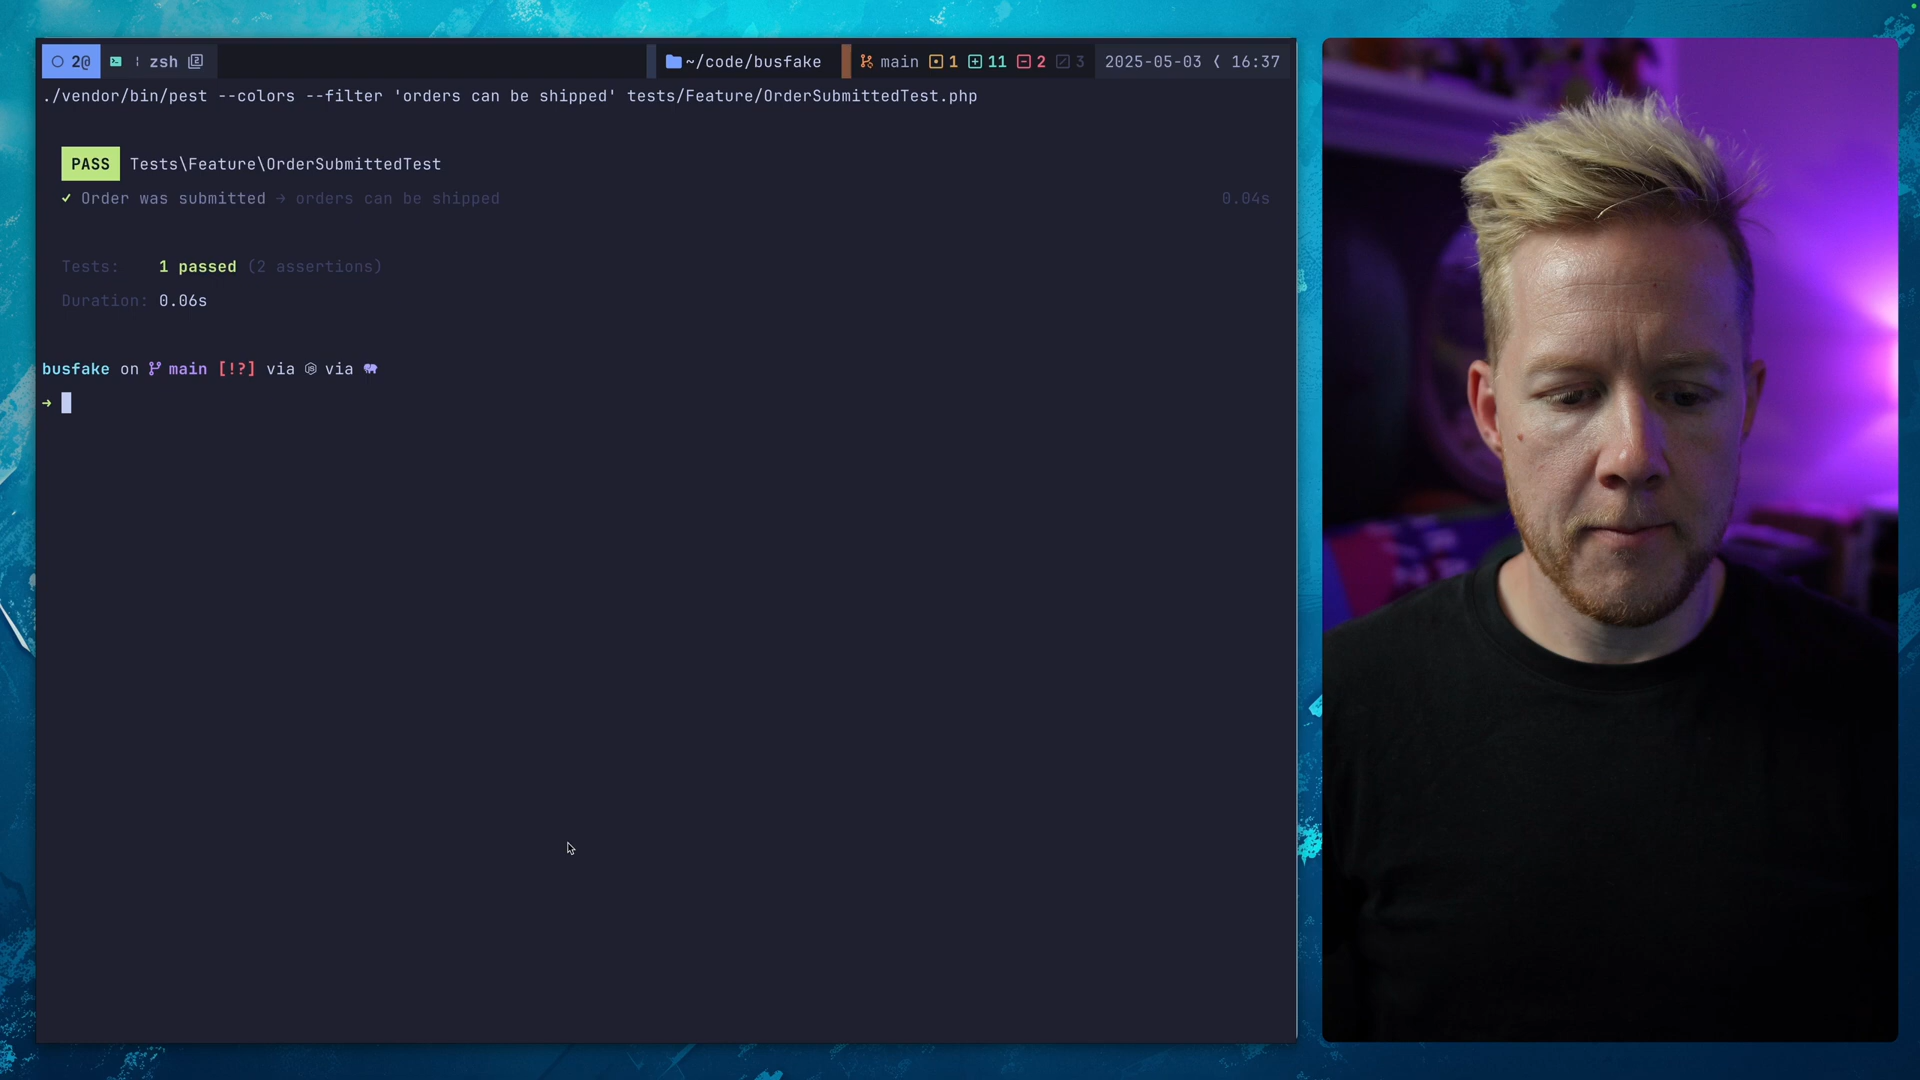 2@ zsh ~/code/busfake main 1 11 2 3 2025-05-03 16:37
./vendor/bin/pest --colors --filter 'orders can be shipped' tests/Feature/OrderSubmittedTest.php
PASS Tests\Feature\OrderSubmittedTest
✓ Order was submitted → orders can be shipped 0.04s
Tests: 1 passed (2 assertions)
Duration: 0.06s
busfake on main [!?] via via
→